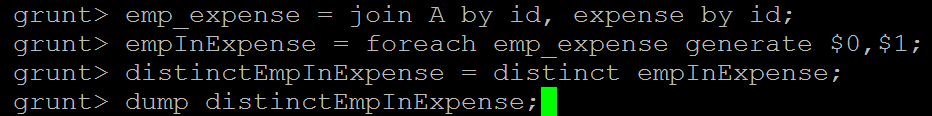 grunt> emp_expense = join A by id, expense by id;
grunt> empInExpense = foreach emp_expense generate $0,$1;
grunt> distinctEmpInExpense = distinct empInExpense;
grunt> dump distinctEmpInExpense;